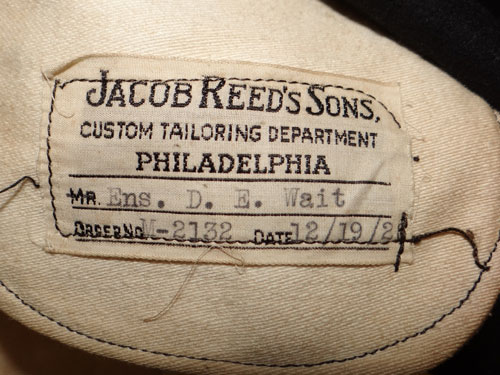 JACOB REED'S SONS,
CUSTOM TAILORING DEPARTMENT
PHILADELPHIA
MR. Ens. D. E. Wait
ORDER NO. M-2132 DATE 12/19/2